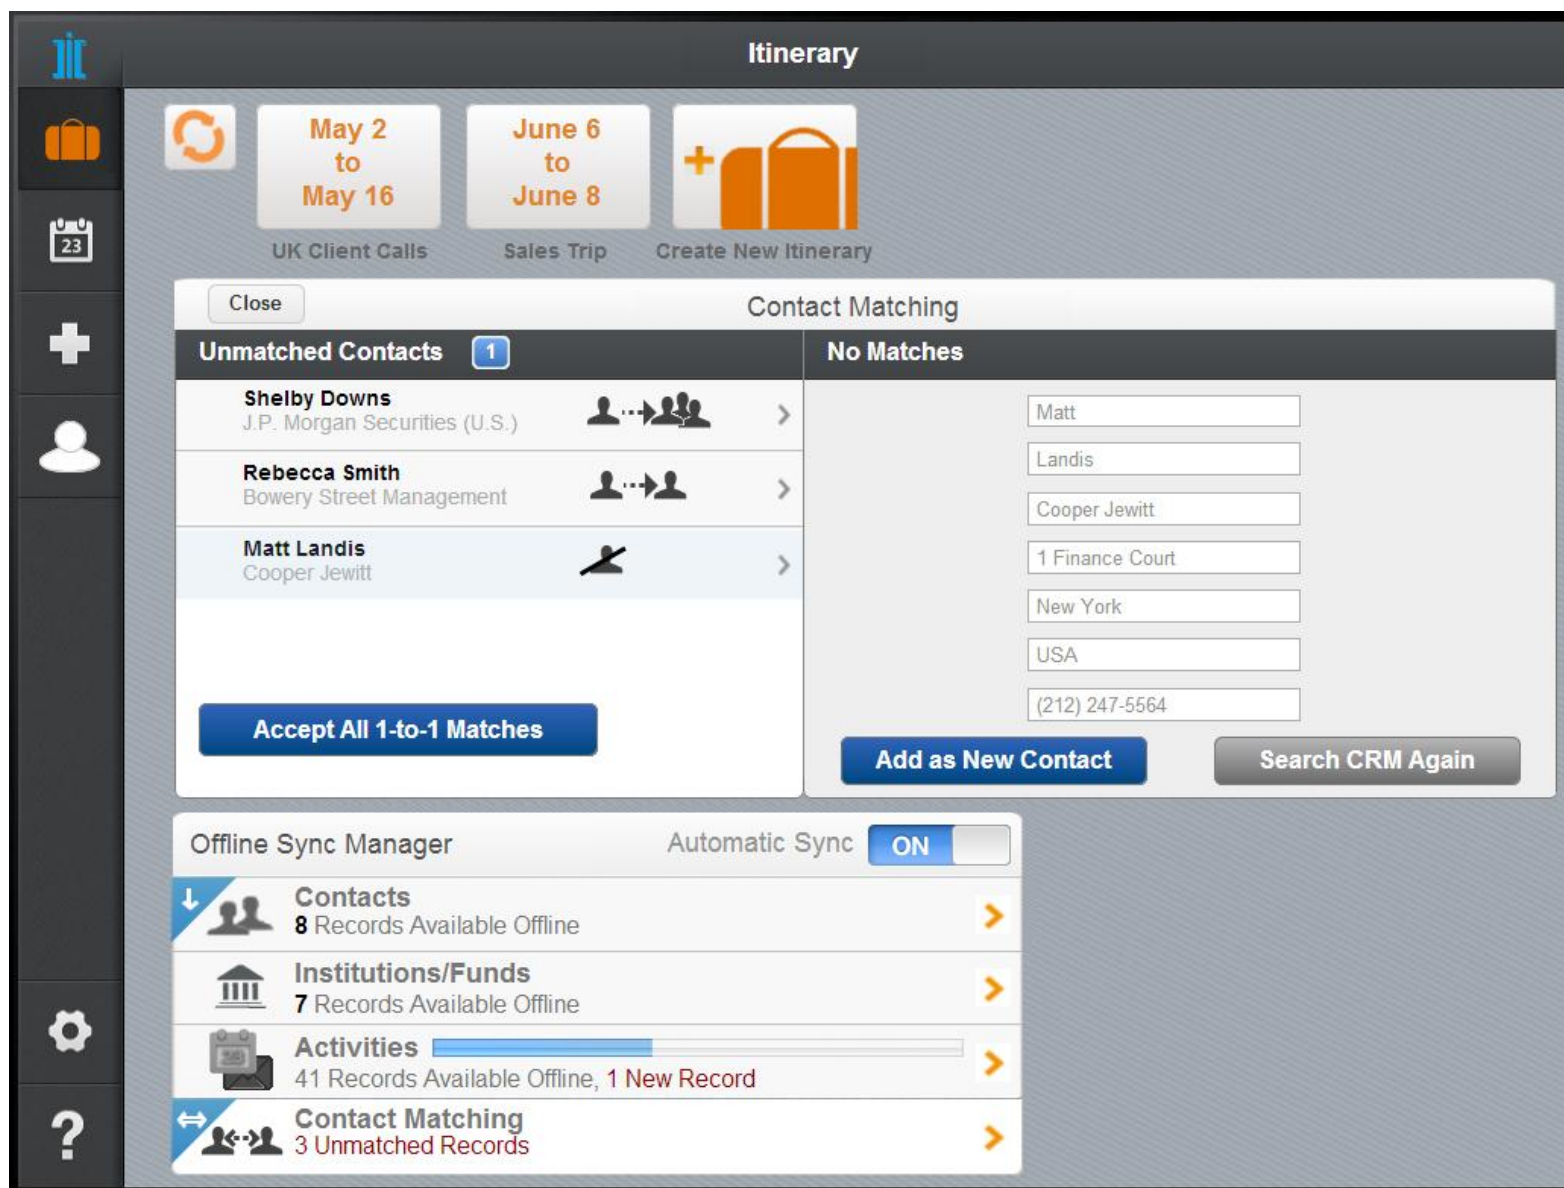 Itinerary
May 2
to
May 16
June 6
to
June 8
+
UK Client Calls
Sales Trip
Create New Itinerary
23
Close
Contact Matching
Unmatched Contacts 1
No Matches
Shelby Downs
J.P. Morgan Securities (U.S.)
Rebecca Smith
Bowery Street Management
Matt Landis
Cooper Jewitt
Accept All 1-to-1 Matches
Matt
Landis
Cooper Jewitt
1 Finance Court
New York
USA
(212) 247-5564
Add as New Contact
Search CRM Again
Offline Sync Manager
Automatic Sync ON
Contacts
8 Records Available Offline
Institutions/Funds
7 Records Available Offline
Activities
41 Records Available Offline, 1 New Record
Contact Matching
3 Unmatched Records
?